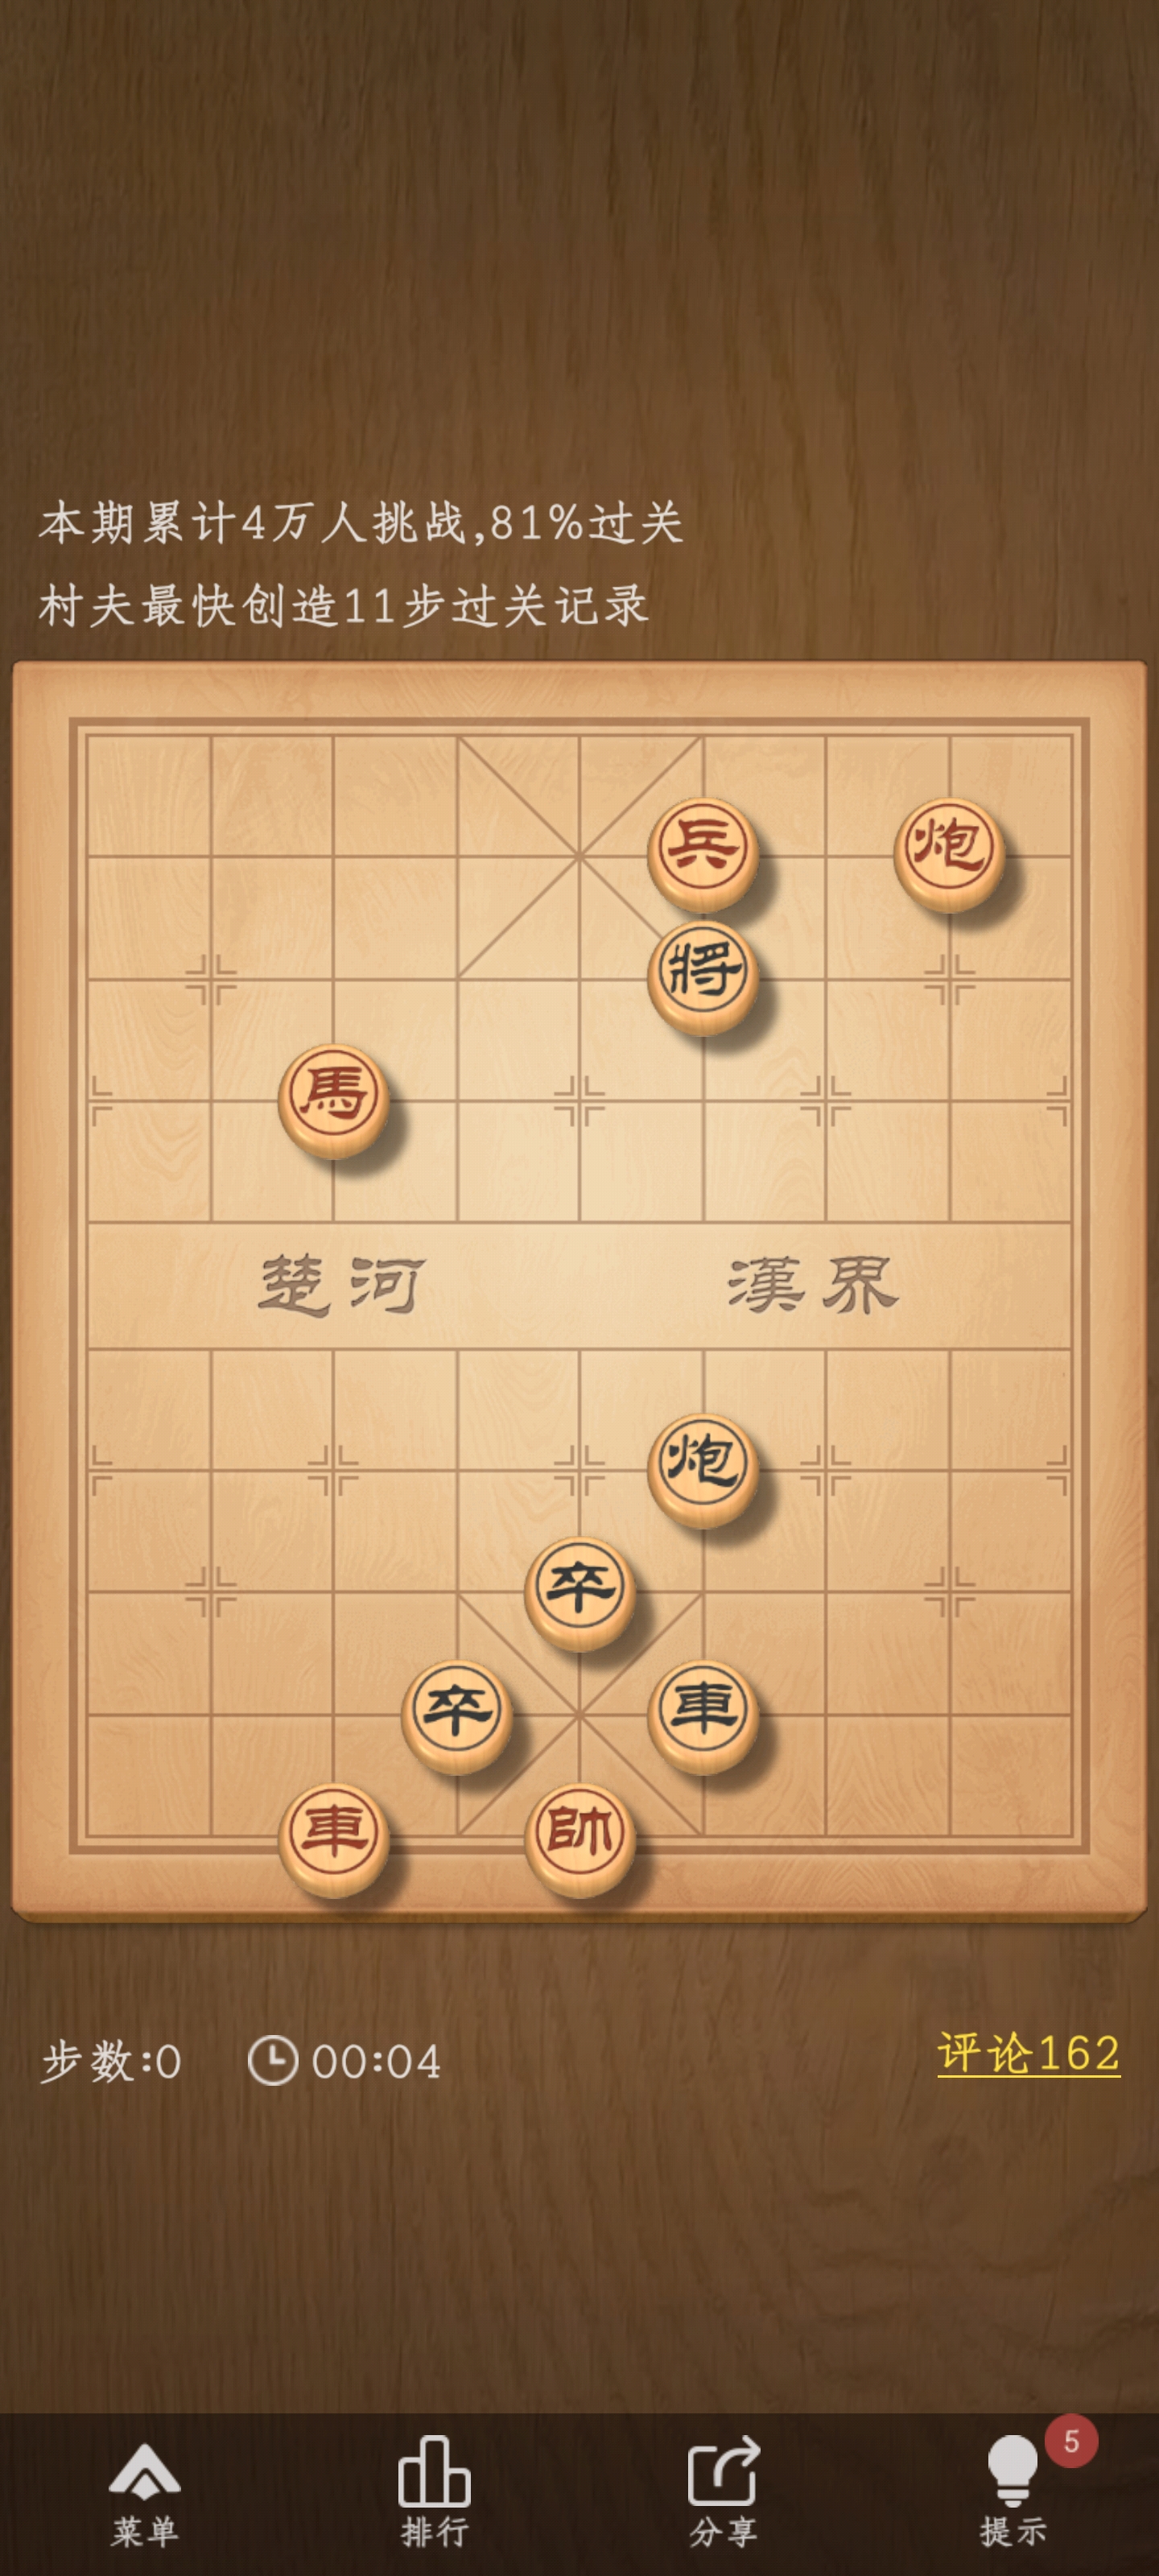 本期累计4万人挑战,81%过关
村夫最快创造11步过关记录
兵 炮
將
馬
楚河 漢界
炮
卒
卒 車
車 帥
步数:0 00:04 评论162
5
菜单 排行 分享 提示